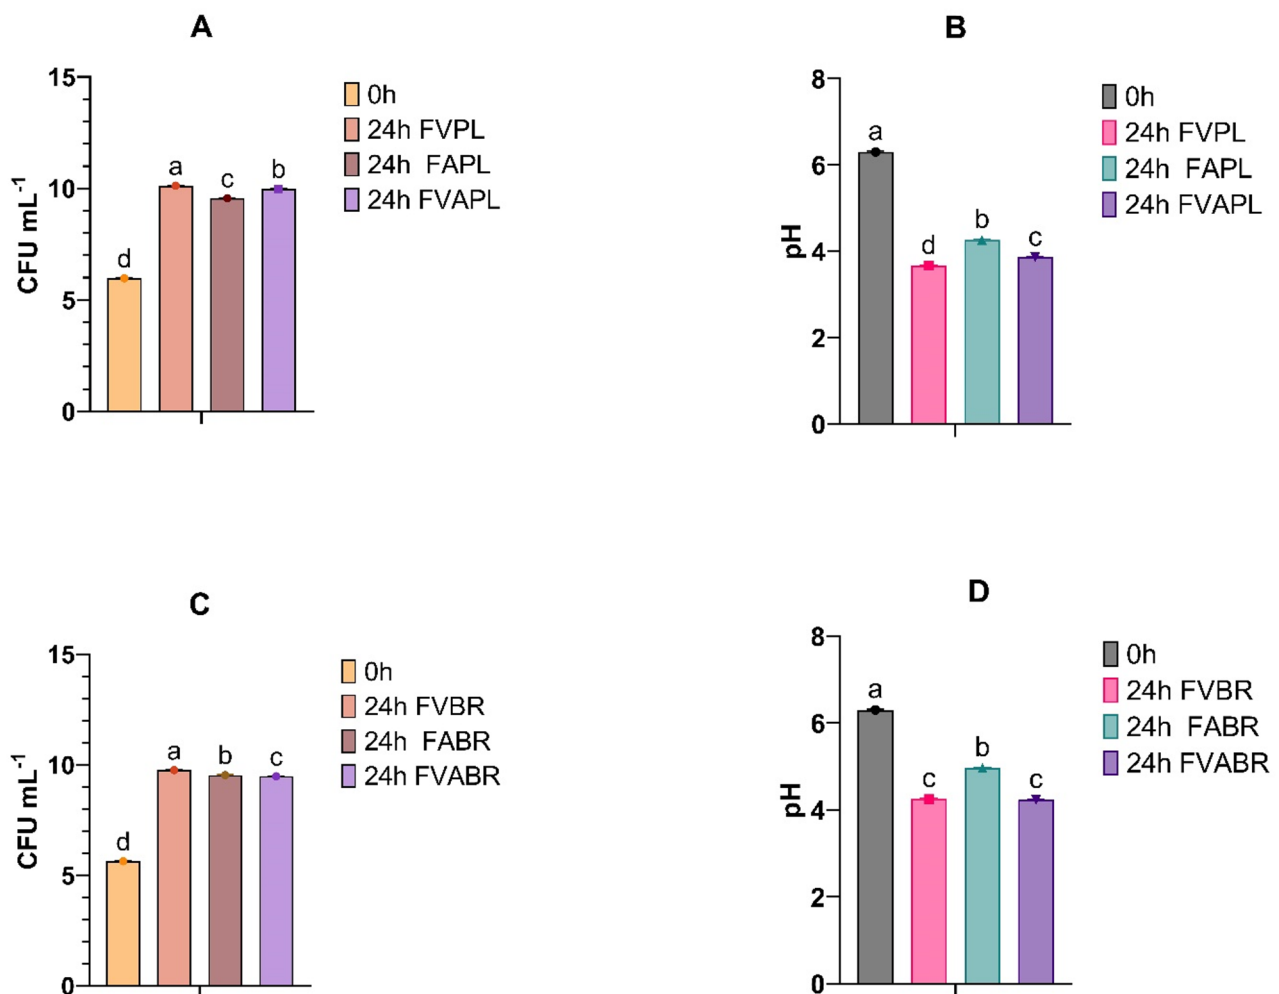 A
CFU mL⁻¹
15
10
5
0
d
a
c
b
0h
24h FVPL
24h  FAPL
24h FVAPL
B
pH
8
6
4
2
0
a
d
b
c
0h
24h FVPL
24h  FAPL
24h FVAPL
C
CFU mL⁻¹
15
10
5
0
d
a
b
c
0h
24h FVBR
24h  FABR
24h FVABR
D
pH
8
6
4
2
0
a
c
b
c
0h
24h FVBR
24h  FABR
24h FVABR